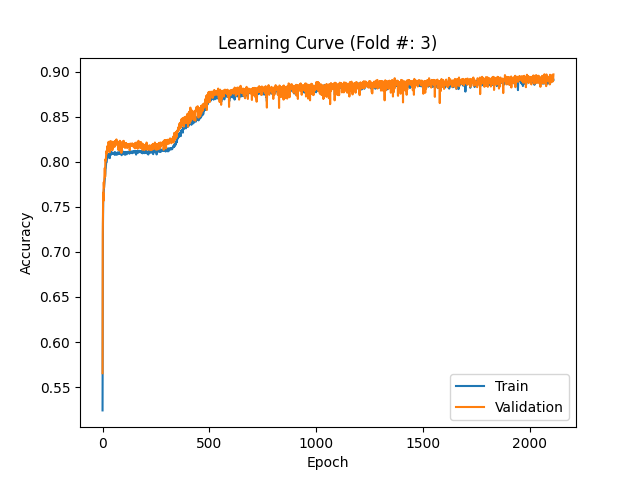 Learning Curve (Fold #: 3)
0.90
0.85
0.80
0.75
0.70
0.65
0.60
0.55
Accuracy
0 500 1000 1500 2000
Epoch
Train
Validation